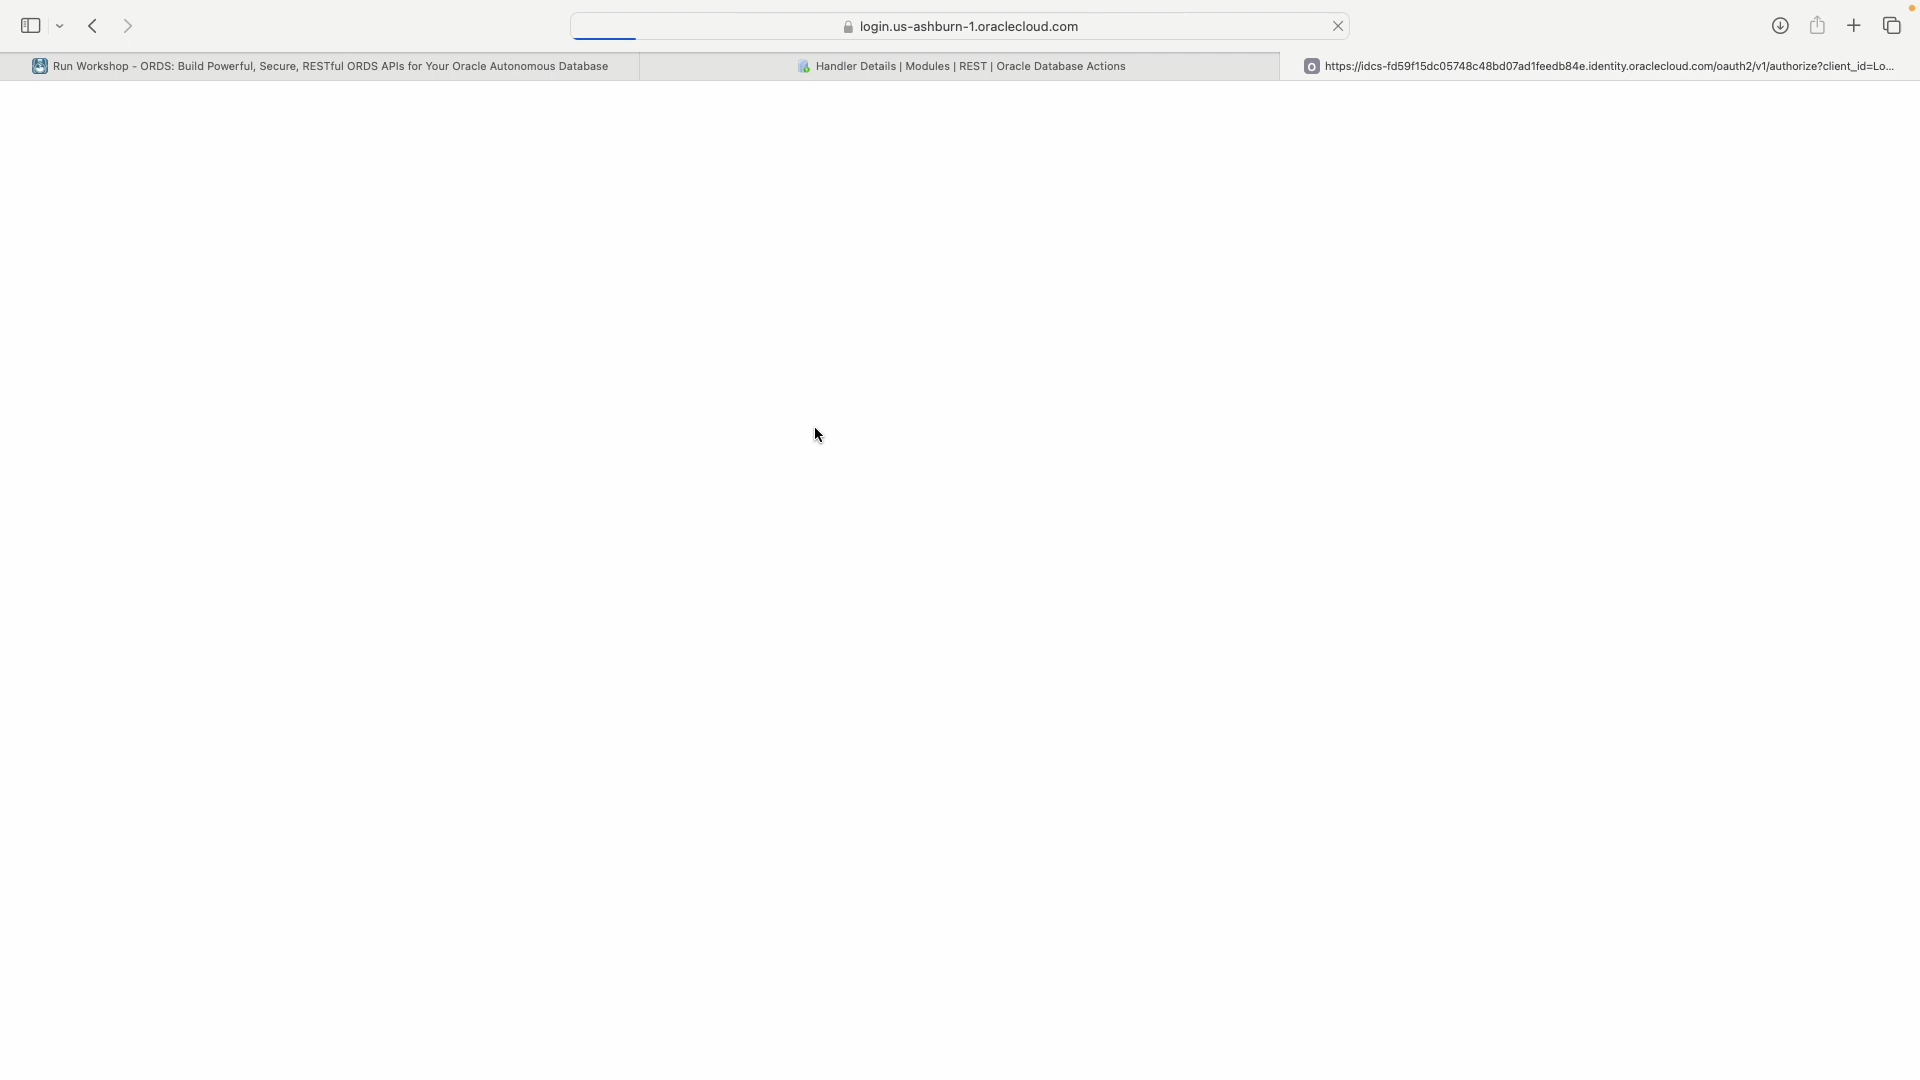 login.us-ashburn-1.oraclecloud.com
Run Workshop - ORDS: Build Powerful, Secure, RESTful ORDS APIs for Your Oracle Autonomous Database
Handler Details | Modules | REST | Oracle Database Actions
O https://idcs-fd59f15dc05748c48bd07ad1feedb84e.identity.oraclecloud.com/oauth2/v1/authorize?client_id=Lo...